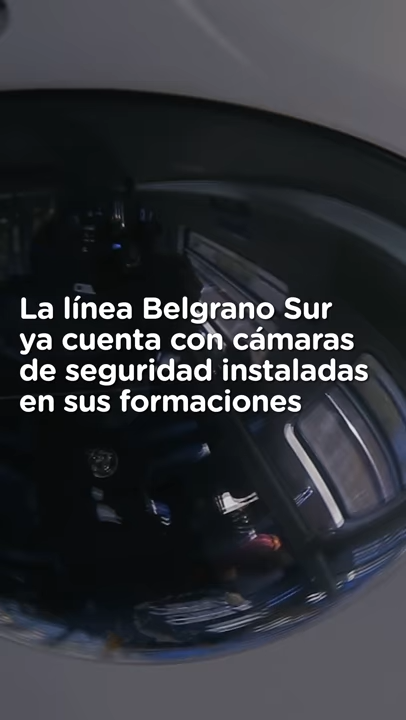 La línea Belgrano Sur
ya cuenta con cámaras
de seguridad instaladas
en sus formaciones